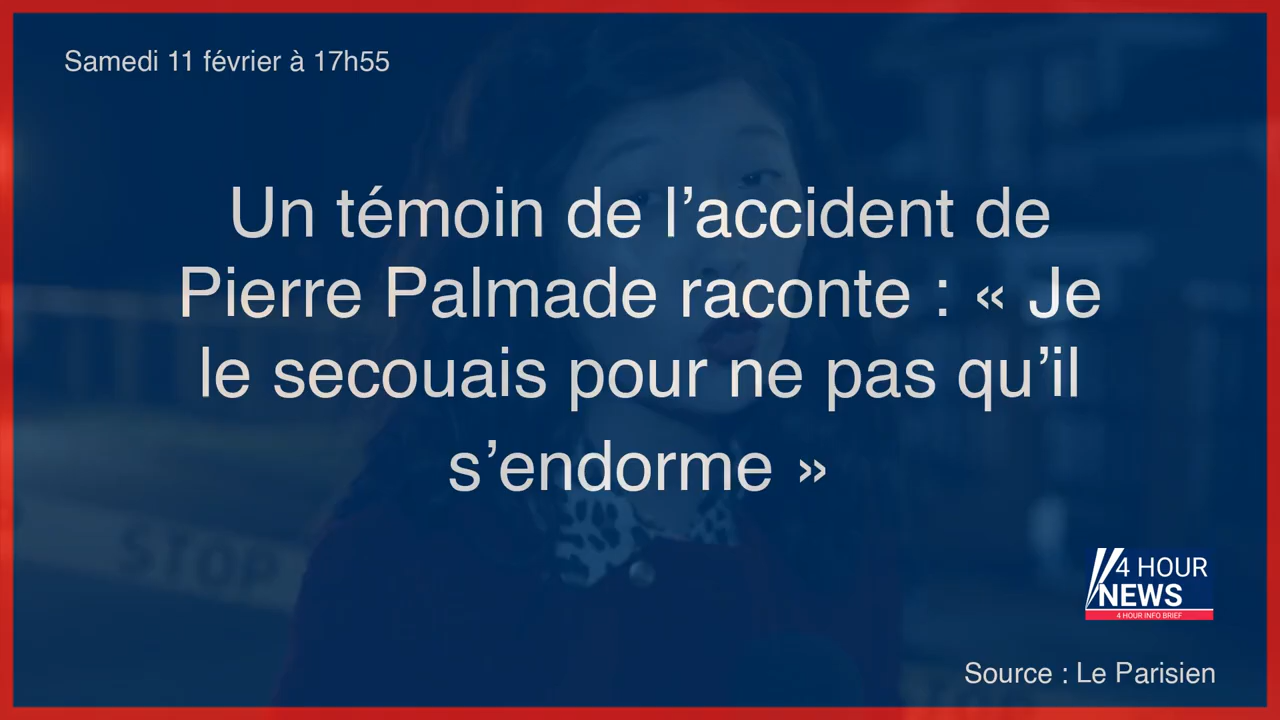 Samedi 11 février à 17h55
Un témoin de l’accident de
Pierre Palmade raconte : « Je
le secouais pour ne pas qu’il
s’endorme »
STOP
4 HOUR
NEWS
4 HOUR INFO BRIEF
Source : Le Parisien